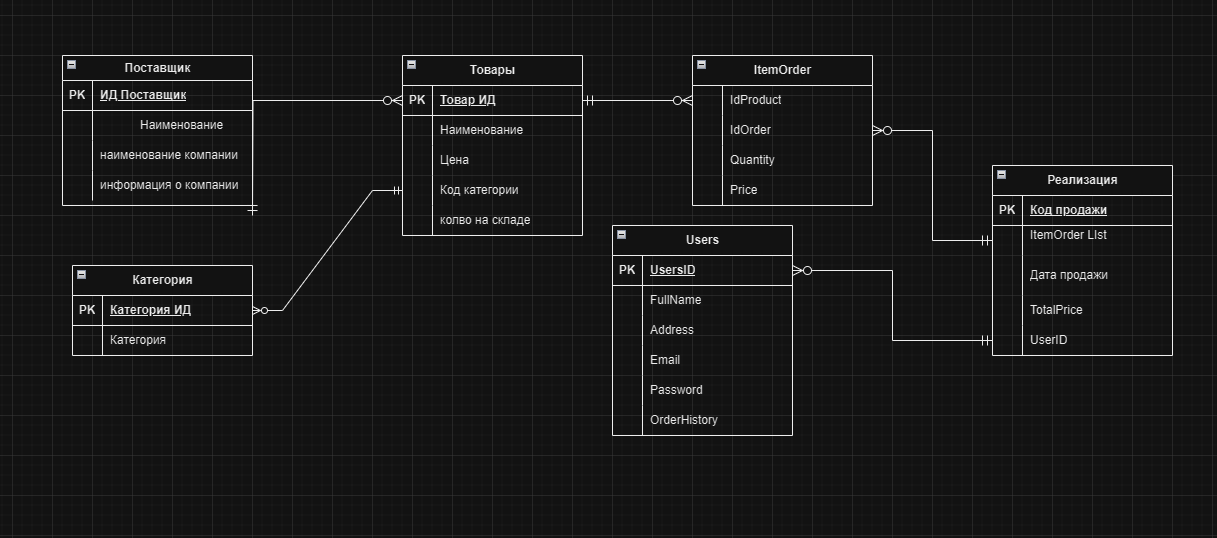 Поставщик
PK ИД Поставщик
Наименование
наименование компании
информация о компании
Товары
PK Товар ИД
Наименование
Цена
Код категории
колво на складе
ItemOrder
IdProduct
IdOrder
Quantity
Price
Реализация
PK Код продажи
ItemOrder LIst
Дата продажи
TotalPrice
UserID
Users
PK UsersID
FullName
Address
Email
Password
OrderHistory
Категория
PK Категория ИД
Категория